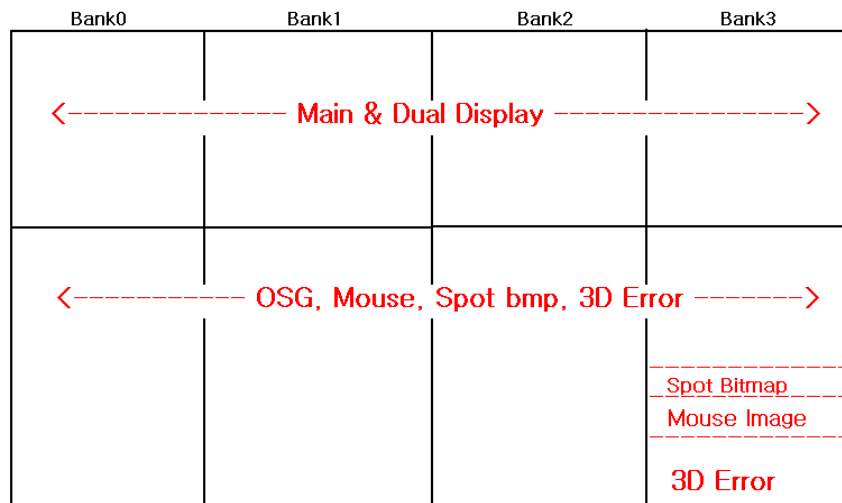 Bank0 Bank1 Bank2 Bank3
Main & Dual Display
OSG, Mouse, Spot bmp, 3D Error
Spot Bitmap
Mouse Image
3D Error